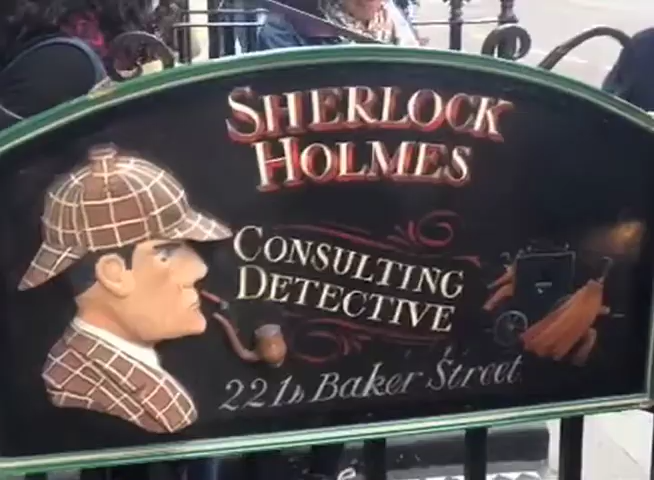 SHERLOCK
HOLMES
CONSULTING
DETECTIVE
221b Baker Street